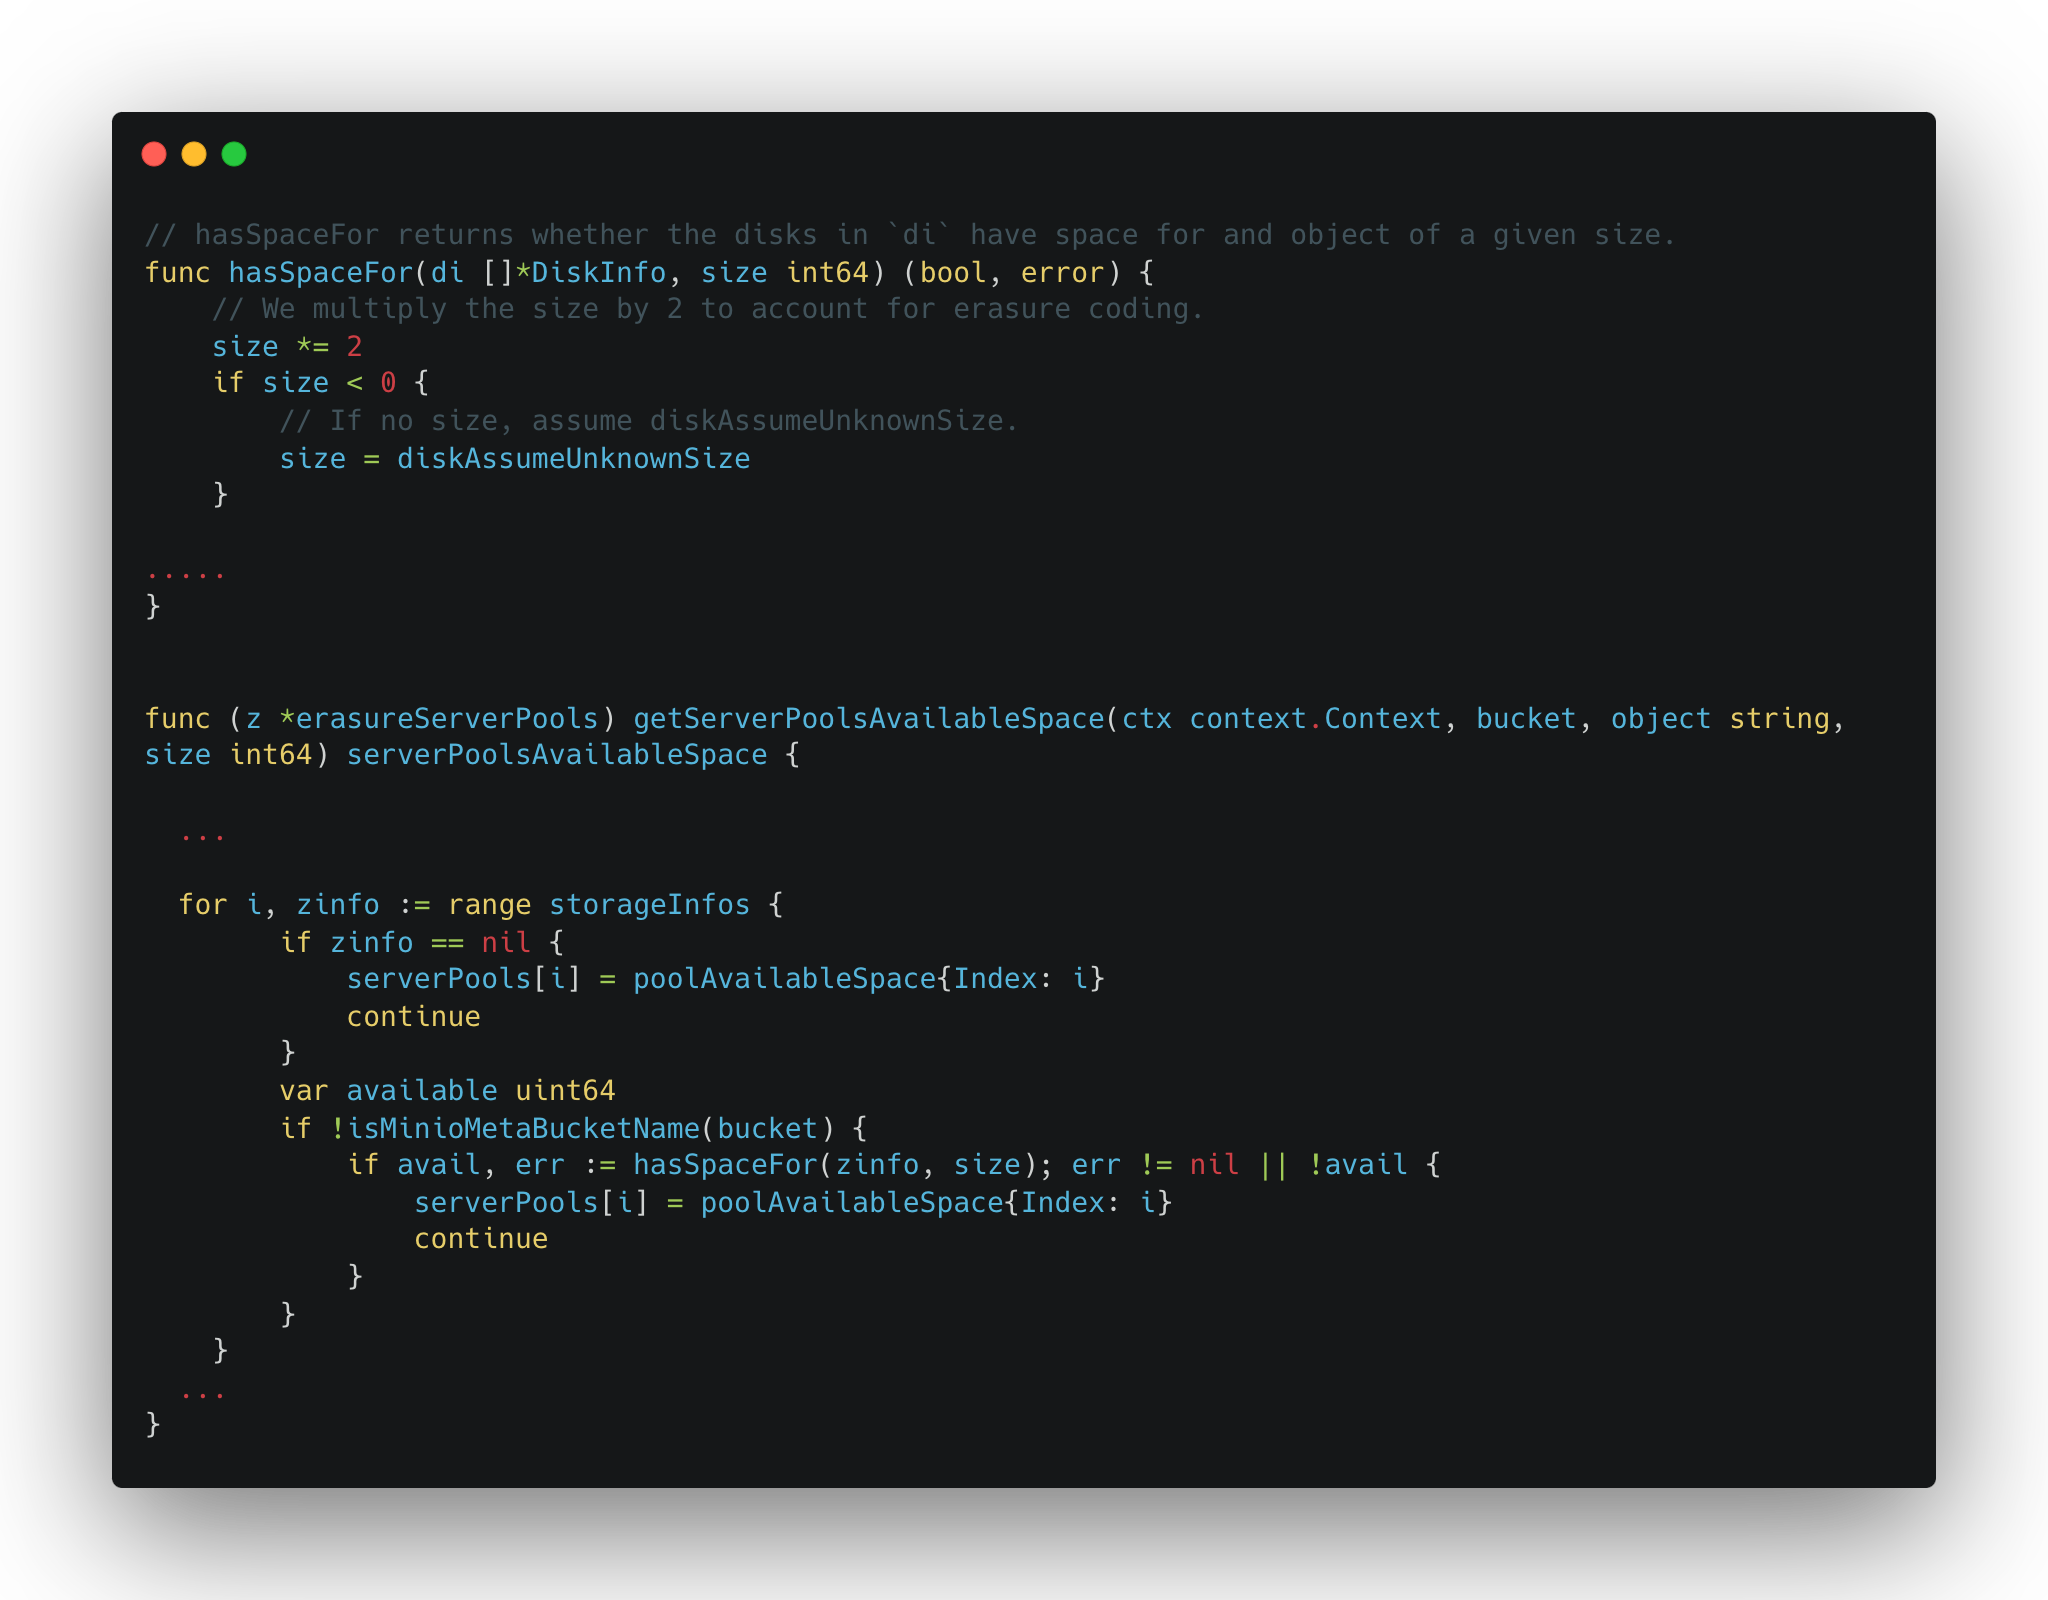 // hasSpaceFor returns whether the disks in `di` have space for and object of a given size.
func hasSpaceFor(di []*DiskInfo, size int64) (bool, error) {
    // We multiply the size by 2 to account for erasure coding.
    size *= 2
    if size < 0 {
        // If no size, assume diskAssumeUnknownSize.
        size = diskAssumeUnknownSize
    }
.....
}
func (z *erasureServerPools) getServerPoolsAvailableSpace(ctx context.Context, bucket, object string,
size int64) serverPoolsAvailableSpace {
  ...
  for i, zinfo := range storageInfos {
        if zinfo == nil {
            serverPools[i] = poolAvailableSpace{Index: i}
            continue
        }
        var available uint64
        if !isMinioMetaBucketName(bucket) {
            if avail, err := hasSpaceFor(zinfo, size); err != nil || !avail {
                serverPools[i] = poolAvailableSpace{Index: i}
                continue
            }
        }
    }
  ...
}